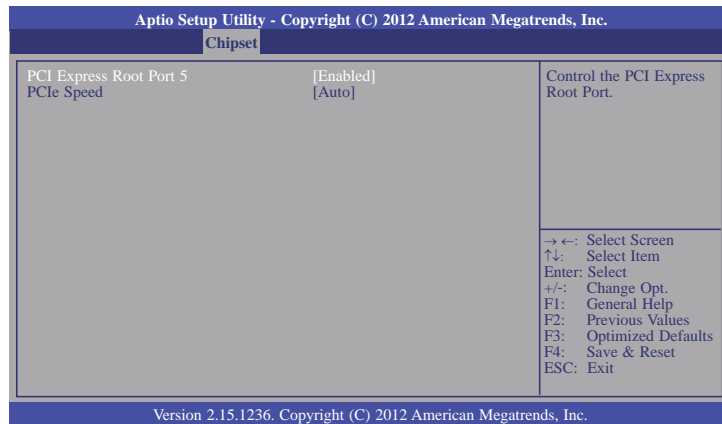 Aptio Setup Utility - Copyright (C) 2012 American Megatrends, Inc.
Chipset
PCI Express Root Port 5 [Enabled]
PCIe Speed [Auto]
Control the PCI Express
Root Port.
→ ←: Select Screen
↑↓: Select Item
Enter: Select
+/-: Change Opt.
F1: General Help
F2: Previous Values
F3: Optimized Defaults
F4: Save & Reset
ESC: Exit
Version 2.15.1236. Copyright (C) 2012 American Megatrends, Inc.